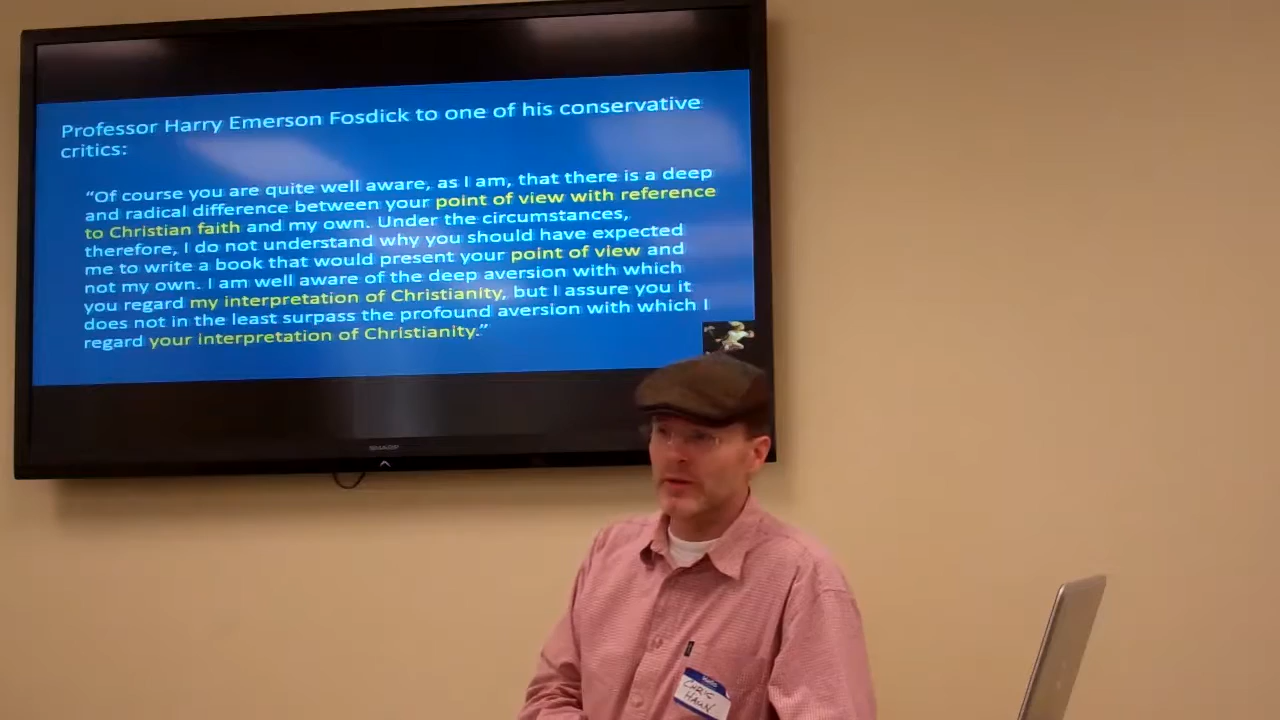 Professor Harry Emerson Fosdick to one of his conservative
critics:
“Of course you are quite well aware, as I am, that there is a deep
and radical difference between your point of view with reference
to Christian faith and my own. Under the circumstances,
therefore, I do not understand why you should have expected
me to write a book that would present your point of view and
not my own. I am well aware of the deep aversion with which
you regard my interpretation of Christianity, but I assure you it
does not in the least surpass the profound aversion with which I
regard your interpretation of Christianity.”
SHARP
Hello
CHRIS
HAUN